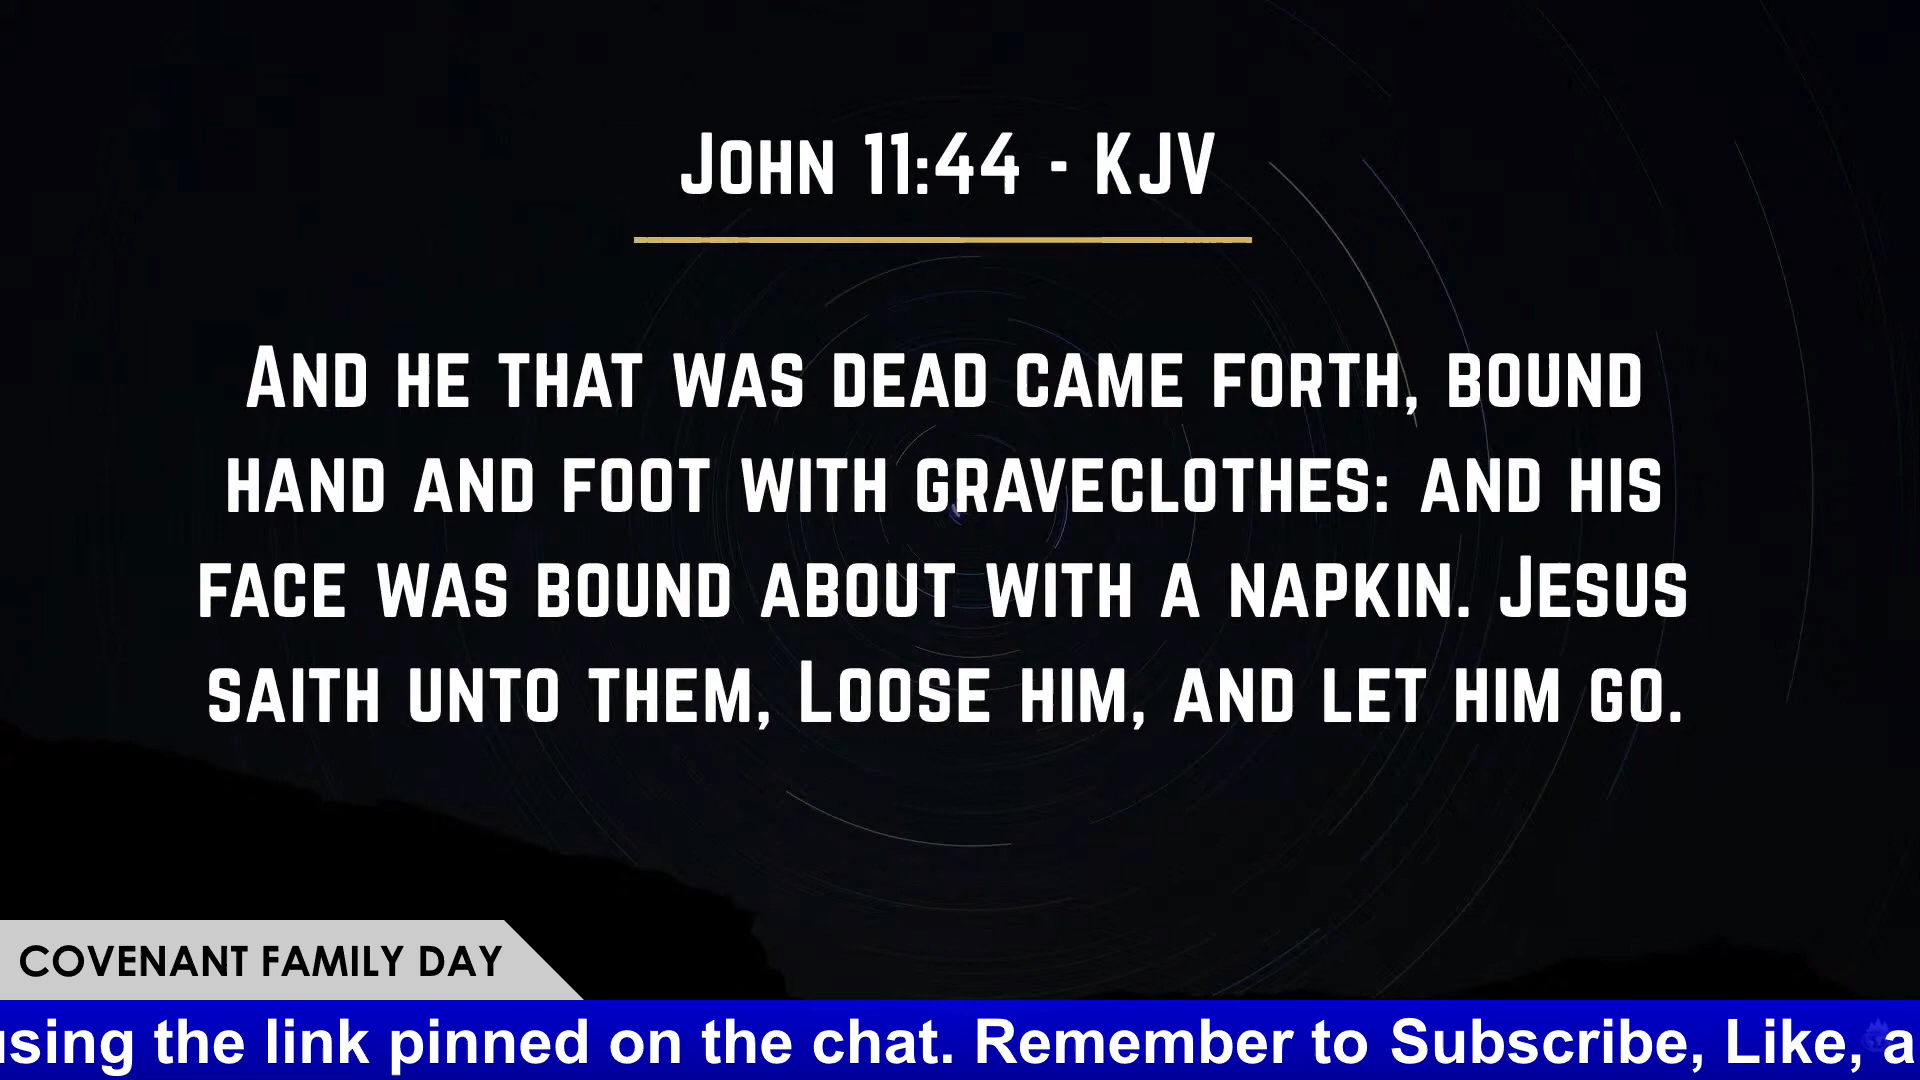 John 11:44 - KJV
And he that was dead came forth, bound
hand and foot with graveclothes: and his
face was bound about with a napkin. Jesus
saith unto them, Loose him, and let him go.
COVENANT FAMILY DAY
using the link pinned on the chat. Remember to Subscribe, Like, a